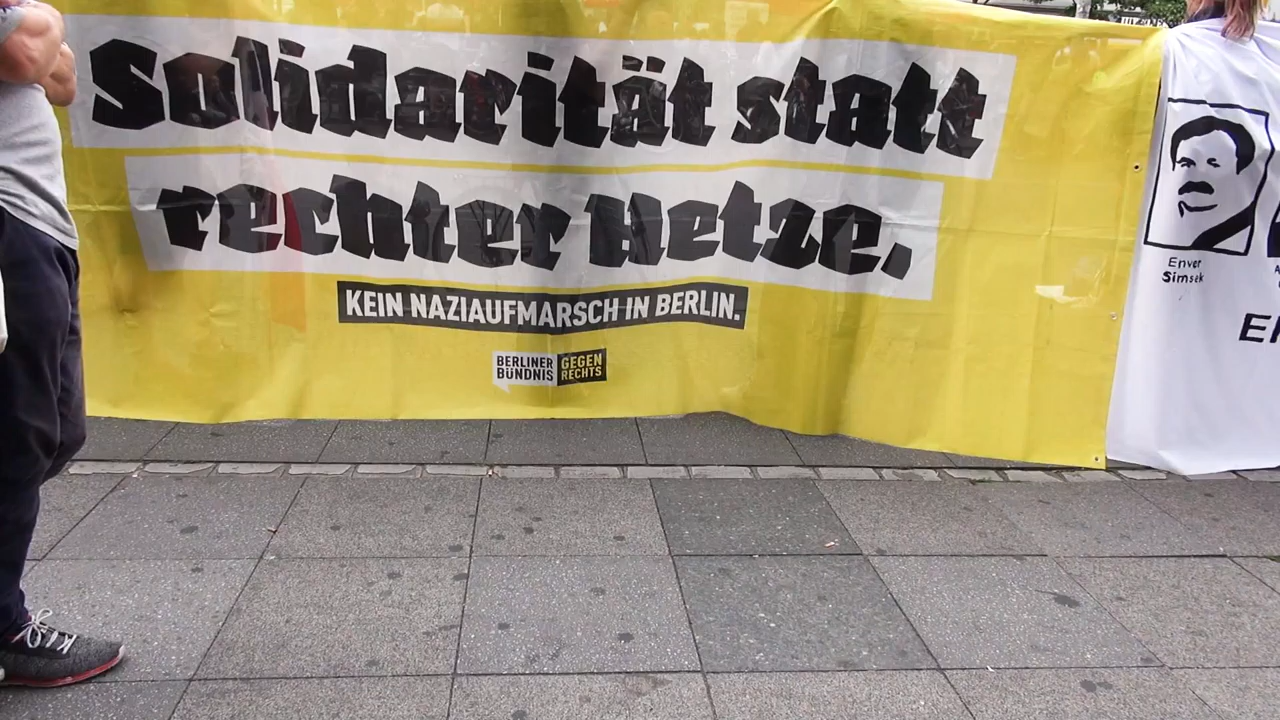 Solidarität statt
rechter Hetze.
KEIN NAZIAUFMARSCH IN BERLIN.
BERLINER
BÜNDNIS
GEGEN
RECHTS
Enver
Simsek